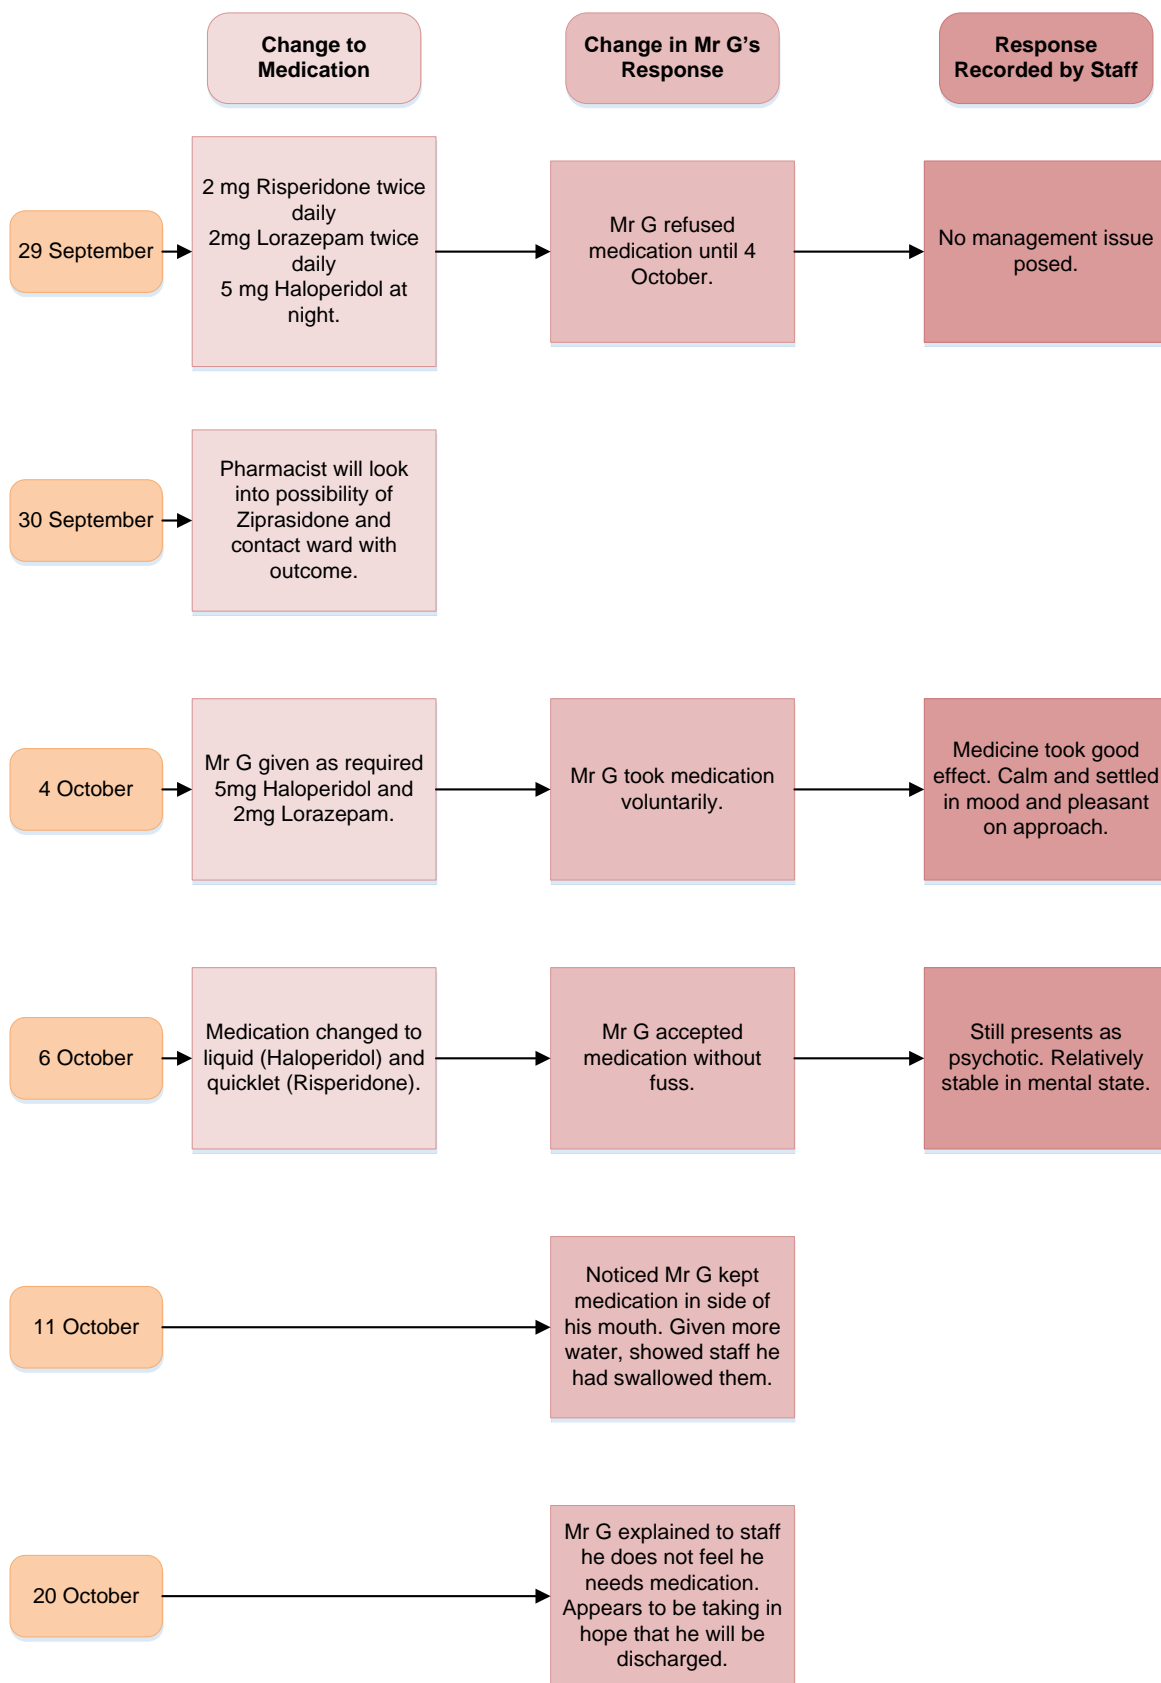 Change to
Medication
Change in Mr G's
Response
Response
Recorded by Staff
29 September
2 mg Risperidone twice
daily
2mg Lorazepam twice
daily
5 mg Haloperidol at
night.
Mr G refused
medication until 4
October.
No management issue
posed.
30 September
Pharmacist will look
into possibility of
Ziprasidone and
contact ward with
outcome.
4 October
Mr G given as required
5mg Haloperidol and
2mg Lorazepam.
Mr G took medication
voluntarily.
Medicine took good
effect. Calm and settled
in mood and pleasant
on approach.
6 October
Medication changed to
liquid (Haloperidol) and
quicklet (Risperidone).
Mr G accepted
medication without
fuss.
Still presents as
psychotic. Relatively
stable in mental state.
11 October
Noticed Mr G kept
medication in side of
his mouth. Given more
water, showed staff he
had swallowed them.
20 October
Mr G explained to staff
he does not feel he
needs medication.
Appears to be taking in
hope that he will be
discharged.